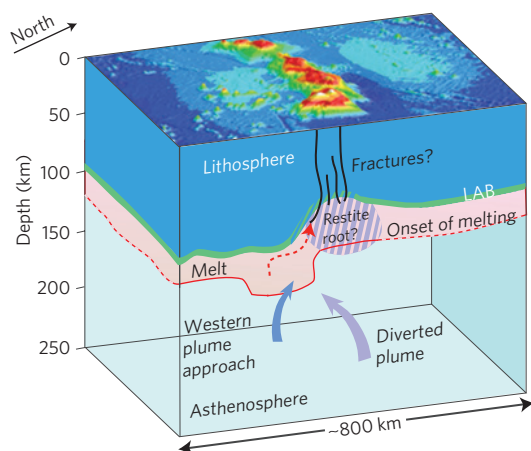 North
0
50
100
150
200
250
Depth (km)
Lithosphere
Fractures?
LAB
Restite
root?
Onset of melting
Melt
Western
plume
approach
Diverted
plume
Asthenosphere
~800 km